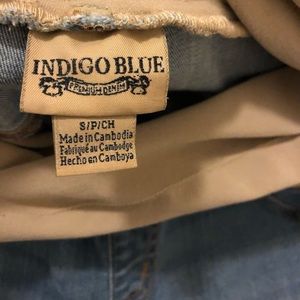 INDIGO BLUE
PREMIUM DENIM
S/P/CH
Made in Cambodia
Fabriqué au Cambodge
Hecho en Camboya